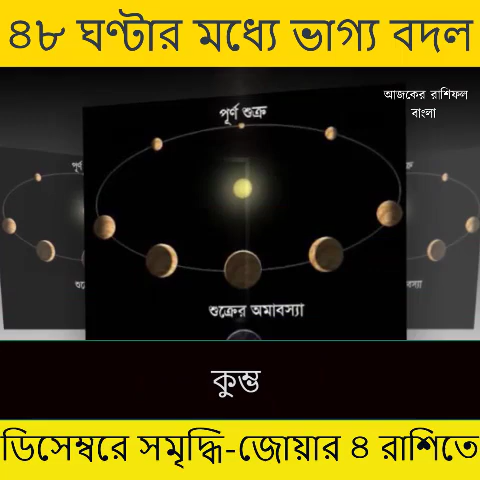 ৪৮ ঘণ্টার মধ্যে ভাগ্য বদল
আজকের রাশিফল
বাংলা
পূর্ণ শুক্র
শুক্রের অমাবস্যা
কুম্ভ
ডিসেম্বরে সমৃদ্ধি-জোয়ার ৪ রাশিতে